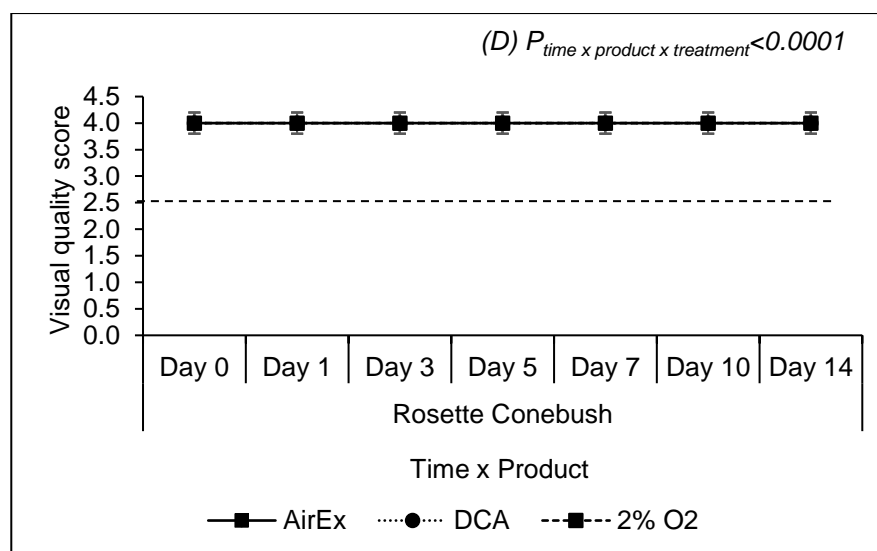 (D) Ptime x product x treatment<0.0001
Visual quality score
4.5
4.0
3.5
3.0
2.5
2.0
1.5
1.0
0.5
0.0
Day 0 Day 1 Day 3 Day 5 Day 7 Day 10 Day 14
Rosette Conebush
Time x Product
AirEx DCA 2% O2